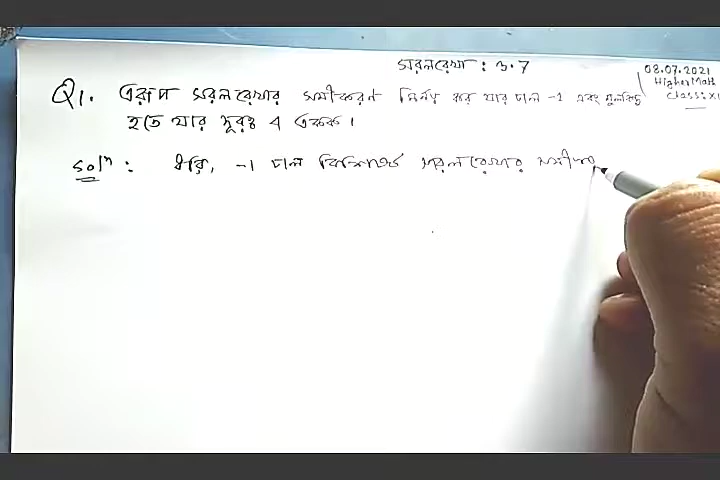 সরলরেখা : ৩.7
08.07.2021
Higher Math
Class: XI
Q1. এরূপ সরলরেখার সমীকরণ নির্ণয় কর যার ঢাল -1 এবং মূলবিন্দু
হতে যার দূরত্ব 4 একক।
Solⁿ : ধরি, -1 ঢাল বিশিষ্ট সরলরেখার সমীক